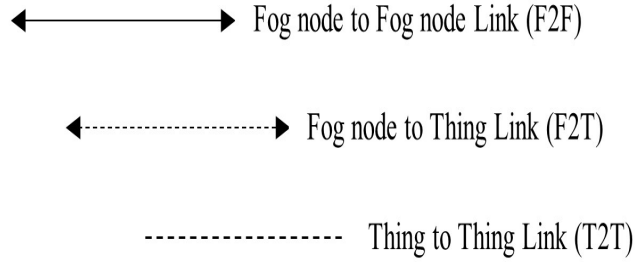 Fog node to Fog node Link (F2F)
Fog node to Thing Link (F2T)
Thing to Thing Link (T2T)